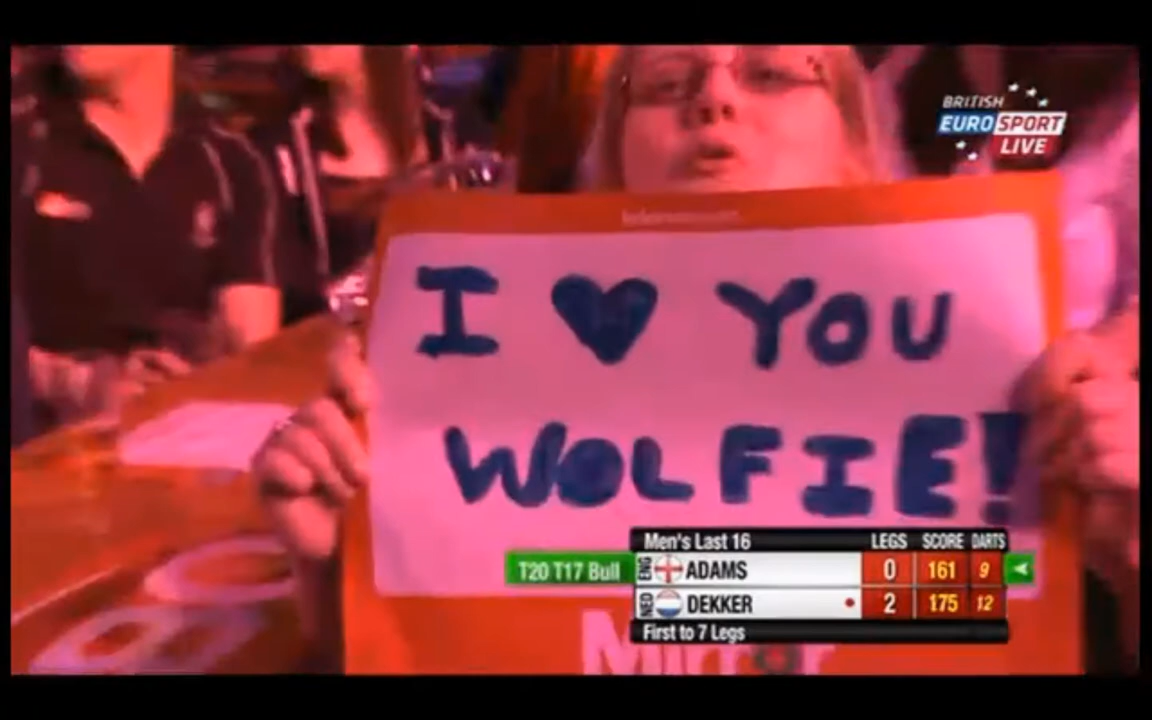 BRITISH
EUROSPORT
LIVE
I ♥ YOU
WOLFIE!
Men's Last 16 LEGS SCORE DARTS
T20 T17 Bull ENG ADAMS 0 161 9
NED DEKKER 2 175 12
First to 7 Legs
Mirror